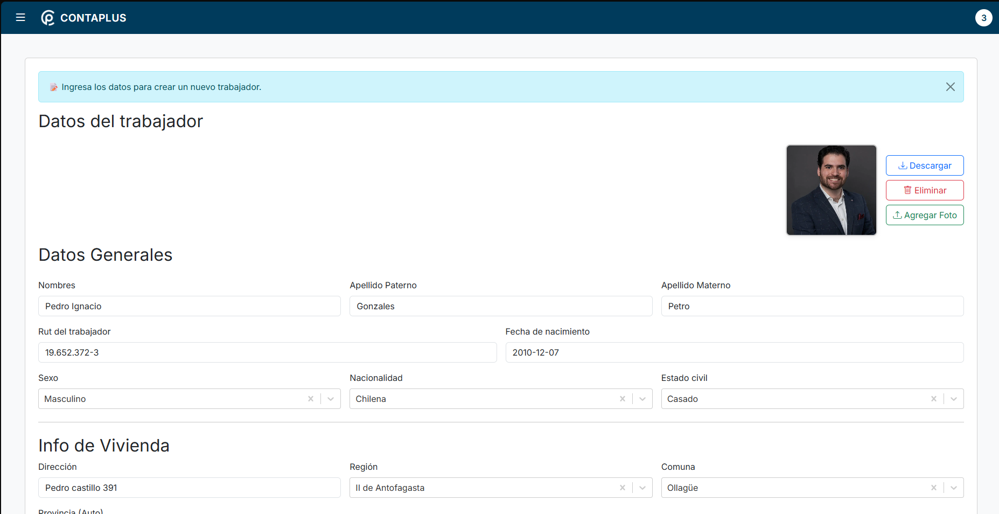 CONTAPLUS
3
Ingresa los datos para crear un nuevo trabajador.
Datos del trabajador
Descargar
Eliminar
Agregar Foto
Datos Generales
Nombres
Apellido Paterno
Apellido Materno
Pedro Ignacio
Gonzales
Petro
Rut del trabajador
Fecha de nacimiento
19.652.372-3
2010-12-07
Sexo
Nacionalidad
Estado civil
Masculino
Chilena
Casado
Info de Vivienda
Dirección
Región
Comuna
Pedro castillo 391
II de Antofagasta
Ollagüe
Provincia (Auto)